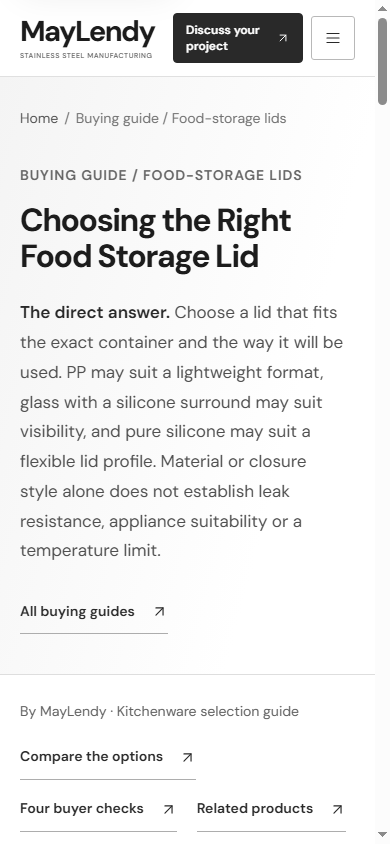 MayLendy
STAINLESS STEEL MANUFACTURING
Discuss your
project
Home / Buying guide / Food-storage lids
BUYING GUIDE / FOOD-STORAGE LIDS
Choosing the Right
Food Storage Lid
The direct answer. Choose a lid that fits
the exact container and the way it will be
used. PP may suit a lightweight format,
glass with a silicone surround may suit
visibility, and pure silicone may suit a
flexible lid profile. Material or closure
style alone does not establish leak
resistance, appliance suitability or a
temperature limit.
All buying guides
By MayLendy · Kitchenware selection guide
Compare the options
Four buyer checks
Related products